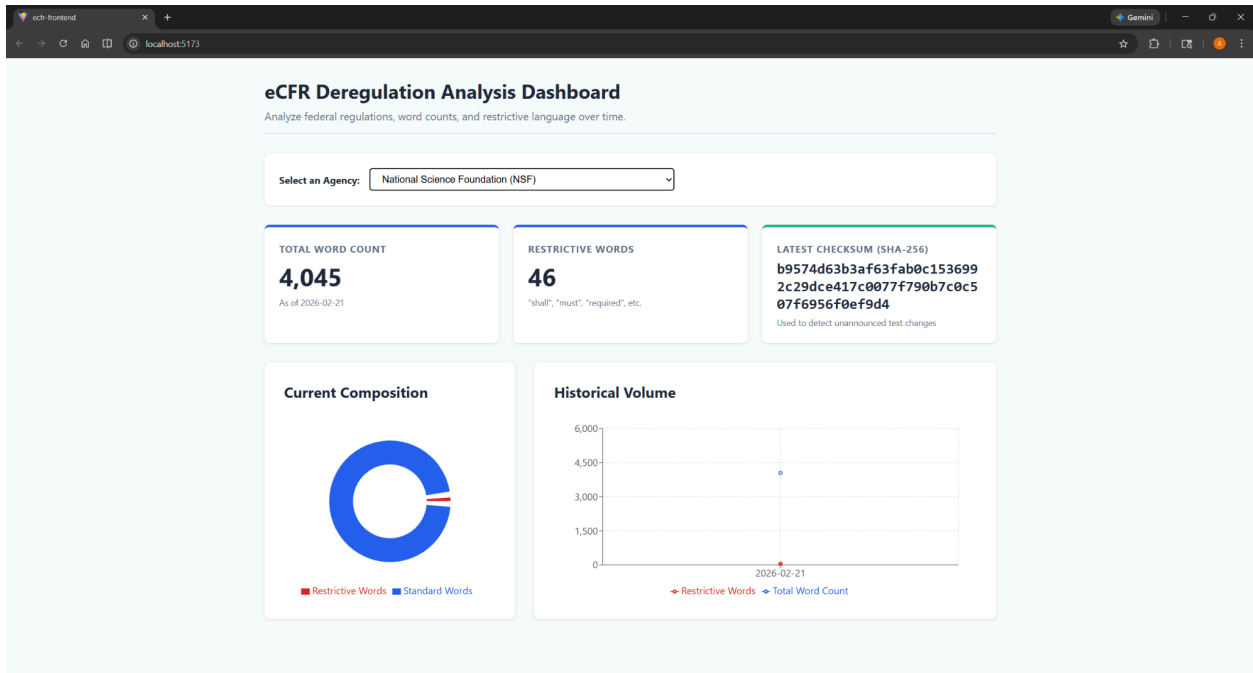 ecfr-frontend
Gemini
localhost:5173
A
eCFR Deregulation Analysis Dashboard
Analyze federal regulations, word counts, and restrictive language over time.
Select an Agency:
National Science Foundation (NSF)
TOTAL WORD COUNT
4,045
As of 2026-02-21
RESTRICTIVE WORDS
46
"shall", "must", "required", etc.
LATEST CHECKSUM (SHA-256)
b9574d63b3af63fab0c153699
2c29dce417c0077f790b7c0c5
07f6956f0ef9d4
Used to detect unannounced text changes
Current Composition
Restrictive Words
Standard Words
Historical Volume
6,000
4,500
3,000
1,500
0
2026-02-21
Restrictive Words
Total Word Count